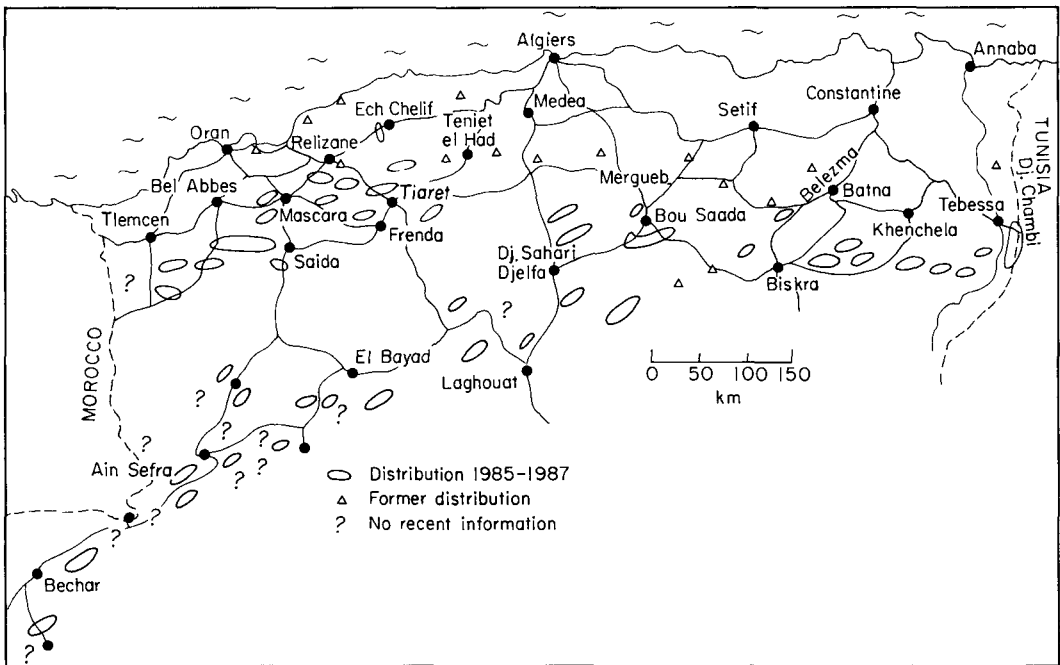 Algiers
Annaba
Ech Chelif
Medea
Constantine
Setif
Teniet
el Hád
Oran
Relizane
TUNISIA
Dj. Chambi
Belezma
Bel Abbes
Mergueb
Batna
Tiaret
Tlemcen
Mascara
Bou Saada
Tebessa
Frenda
Khenchela
Saida
Dj. Sahari
Djelfa
Biskra
?
?
MOROCCO
El Bayad
Laghouat
0 50 100 150
km
?
?
?
?
?
?
?
Ain Sefra
Distribution 1985-1987
Former distribution
? No recent information
?
?
Bechar
?